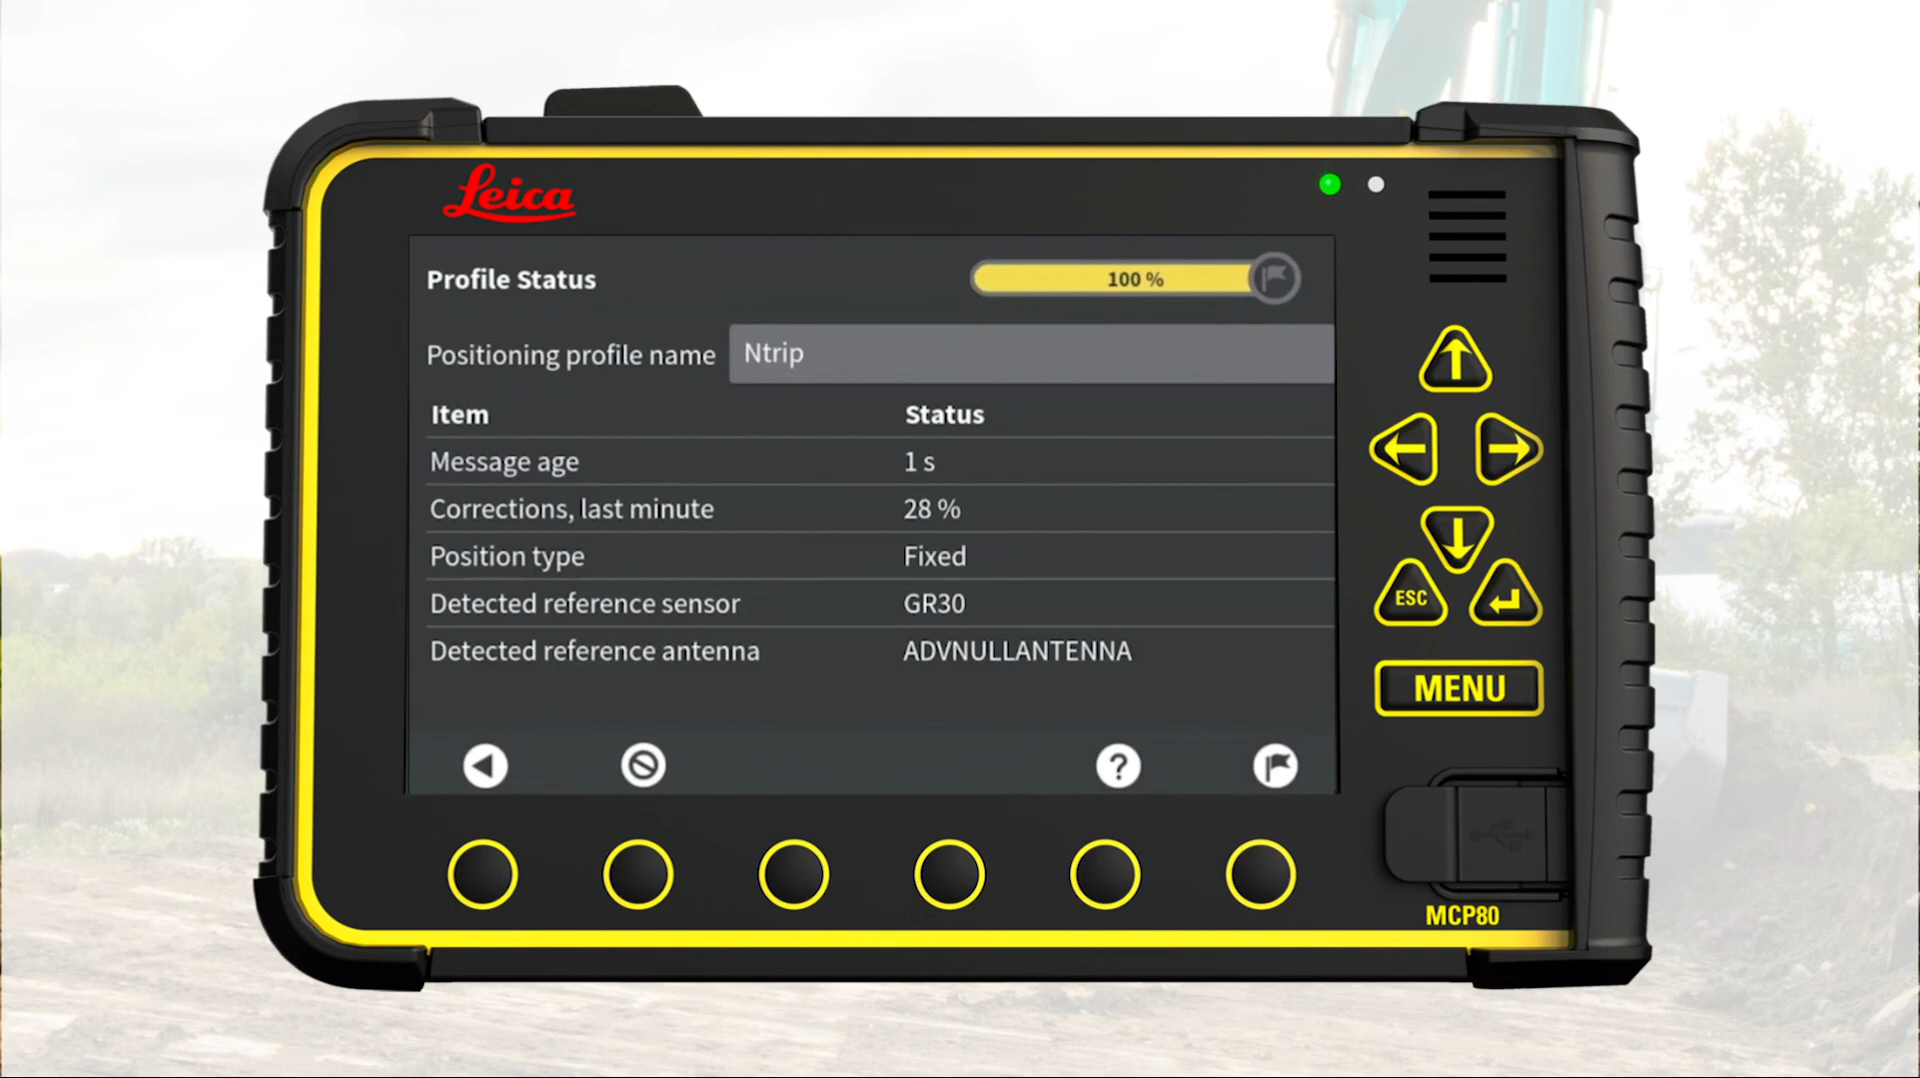 Leica
Profile Status
100 %
Positioning profile name
Ntrip
Item Status
Message age 1 s
Corrections, last minute 28 %
Position type Fixed
Detected reference sensor GR30
Detected reference antenna ADVNULLANTENNA
?
ESC
MENU
MCP80